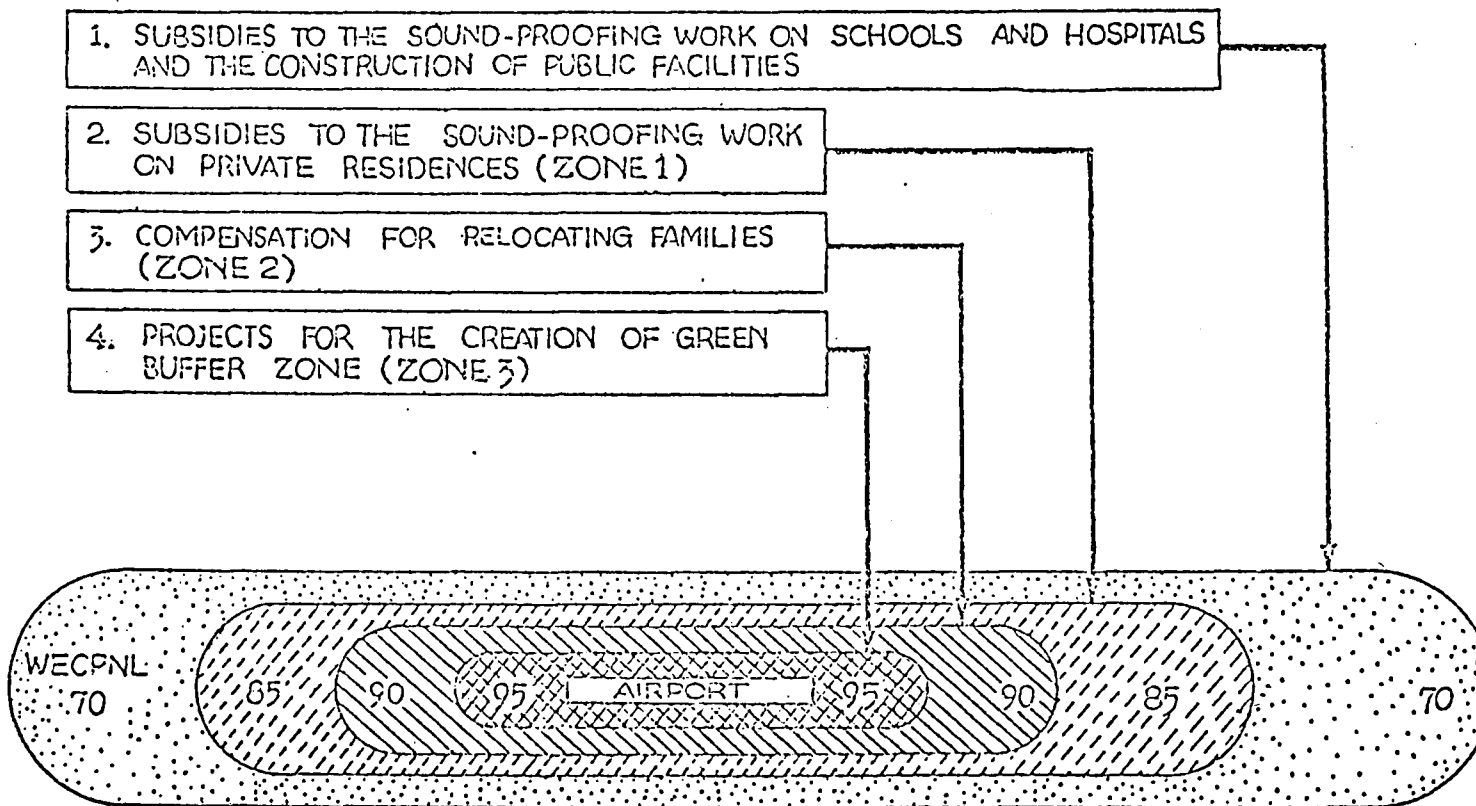 1. SUBSIDIES TO THE SOUND-PROOFING WORK ON SCHOOLS AND HOSPITALS
AND THE CONSTRUCTION OF PUBLIC FACILITIES
2. SUBSIDIES TO THE SOUND-PROOFING WORK
ON PRIVATE RESIDENCES (ZONE 1)
3. COMPENSATION FOR RELOCATING FAMILIES
(ZONE 2)
4. PROJECTS FOR THE CREATION OF GREEN
BUFFER ZONE (ZONE 3)
WECPNL
70 85 90 95 AIRPORT 95 90 85 70